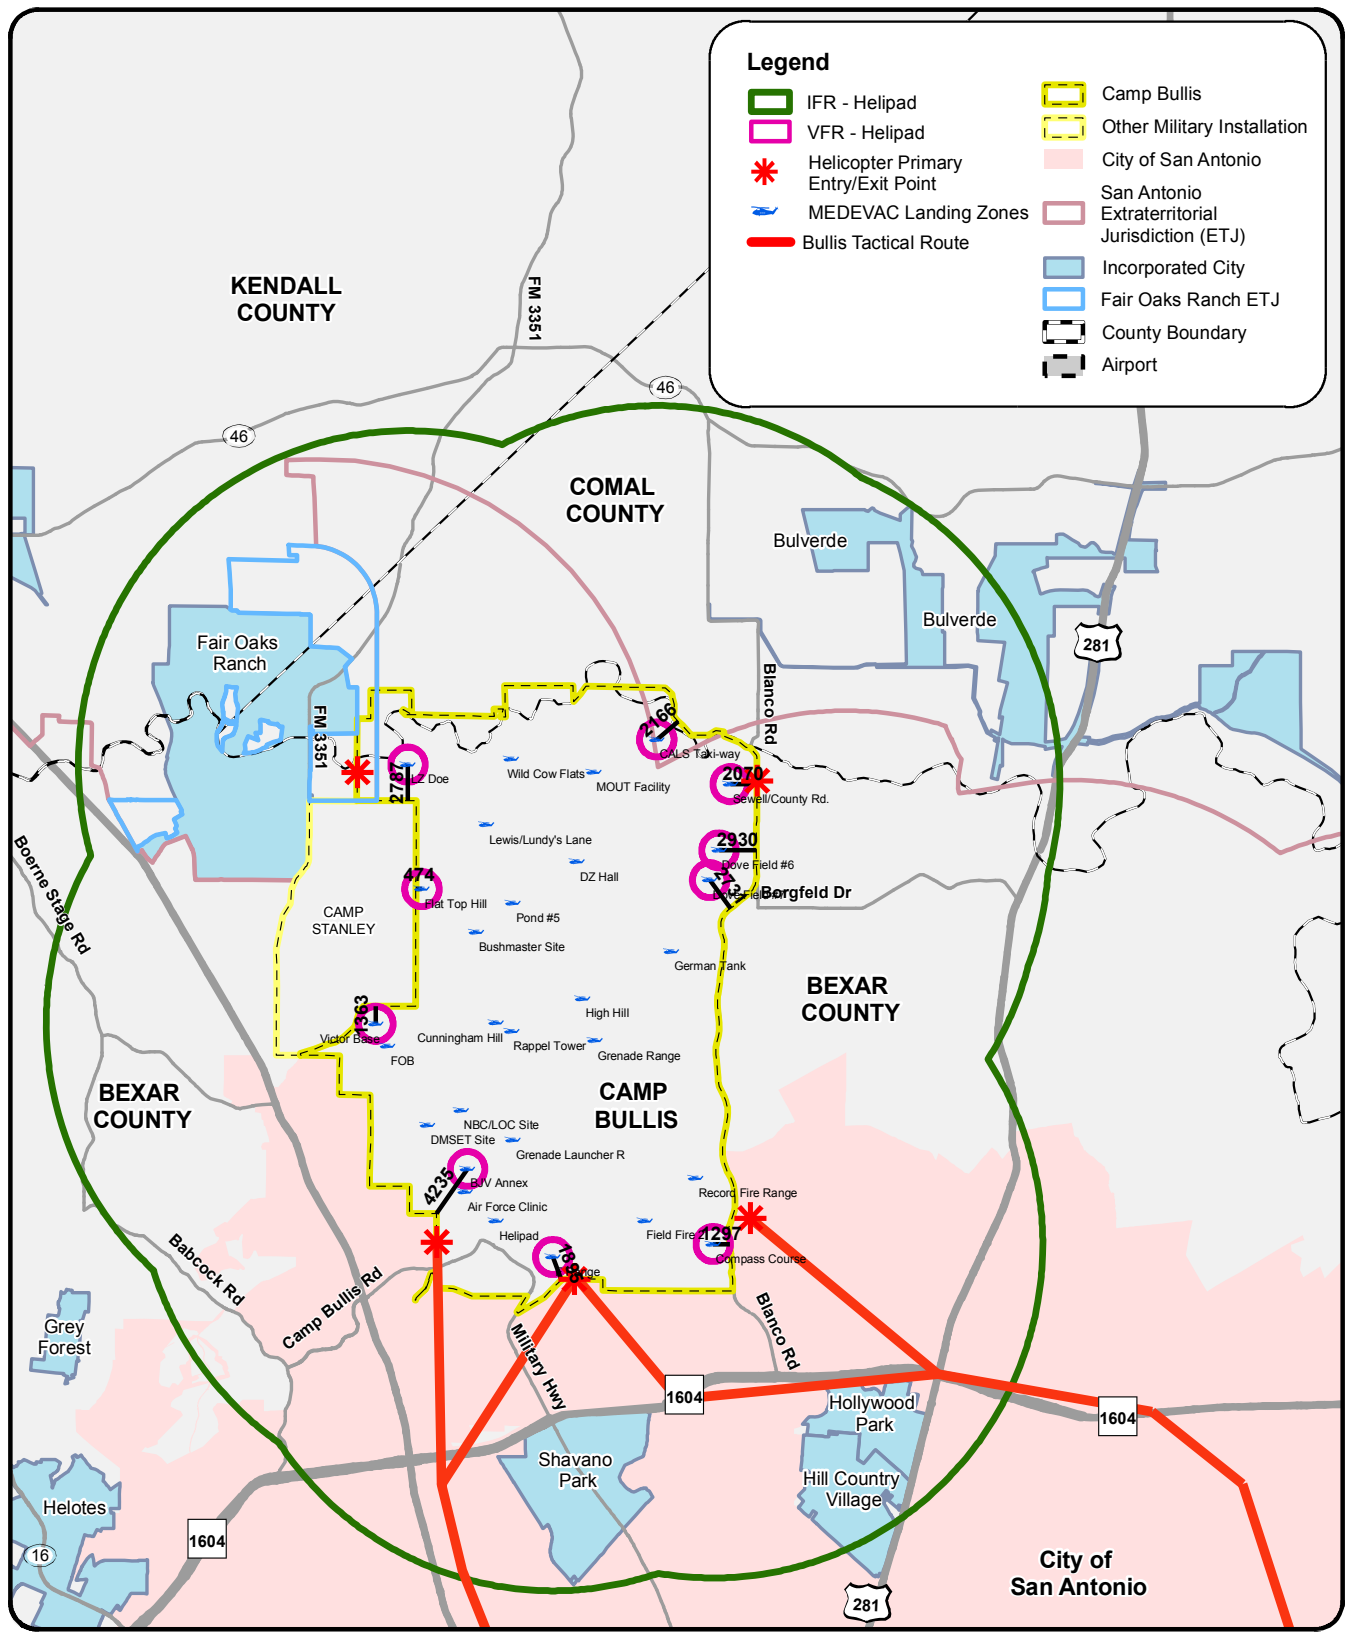 Legend
IFR - Helipad
VFR - Helipad
Helicopter Primary
Entry/Exit Point
MEDEVAC Landing Zones
Bullis Tactical Route
Camp Bullis
Other Military Installation
City of San Antonio
San Antonio
Extraterritorial
Jurisdiction (ETJ)
Incorporated City
Fair Oaks Ranch ETJ
County Boundary
Airport
KENDALL
COUNTY
FM 3351
46
46
COMAL
COUNTY
Bulverde
Bulverde
281
Fair Oaks
Ranch
FM 3351
Blanco Rd
2166
CALS Taxi-way
2787
LZ Doe
Wild Cow Flats
MOUT Facility
2070
Sewell/County Rd.
Lewis/Lundy's Lane
2930
Dove Field #6
DZ Hall
474
Flat Top Hill
Borgfeld Dr
Boerne Stage Rd
CAMP
STANLEY
Pond #5
Bushmaster Site
German Tank
BEXAR
COUNTY
1363
Victor Base
High Hill
Cunningham Hill
Rappel Tower
FOB
Grenade Range
BEXAR
COUNTY
CAMP
BULLIS
NBC/LOC Site
DMSET Site
Grenade Launcher R
4235
BJV Annex
Record Fire Range
Air Force Clinic
Helipad
Field Fire
1297
Compass Course
Babcock Rd
Camp Bullis Rd
Military Hwy
Blanco Rd
Grey
Forest
1604
1604
Hollywood
Park
Shavano
Park
Hill Country
Village
Helotes
1604
16
City of
San Antonio
281